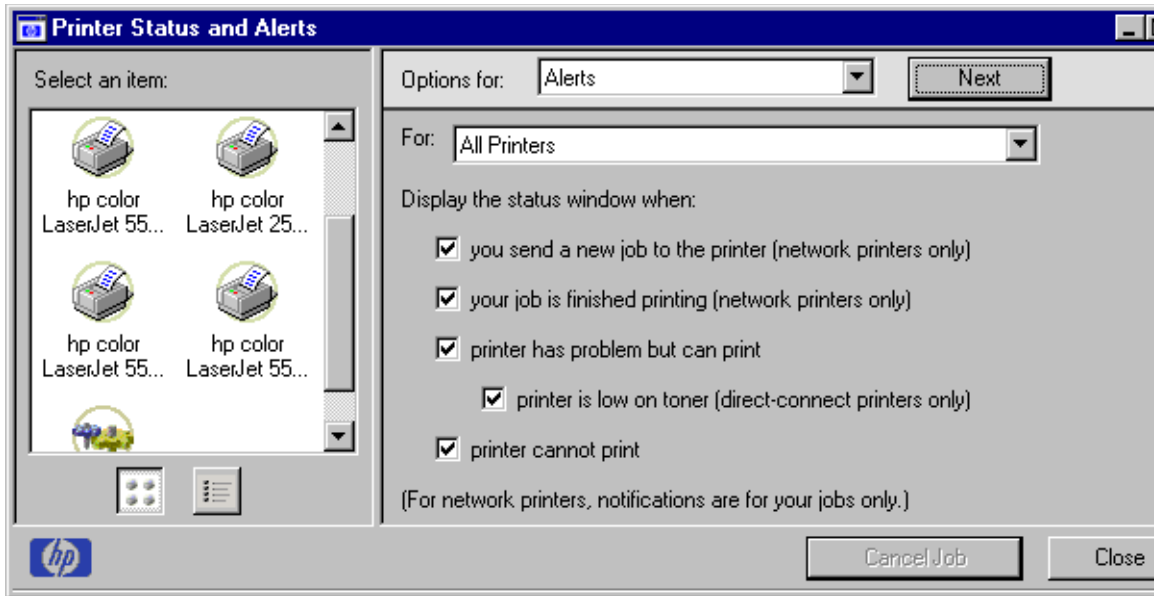 Printer Status and Alerts
Select an item:
hp color
LaserJet 55...
hp color
LaserJet 25...
hp color
LaserJet 55...
hp color
LaserJet 55...
Options for:
Alerts
Next
For:
All Printers
Display the status window when:
you send a new job to the printer (network printers only)
your job is finished printing (network printers only)
printer has problem but can print
printer is low on toner (direct-connect printers only)
printer cannot print
(For network printers, notifications are for your jobs only.)
hp
Cancel Job
Close